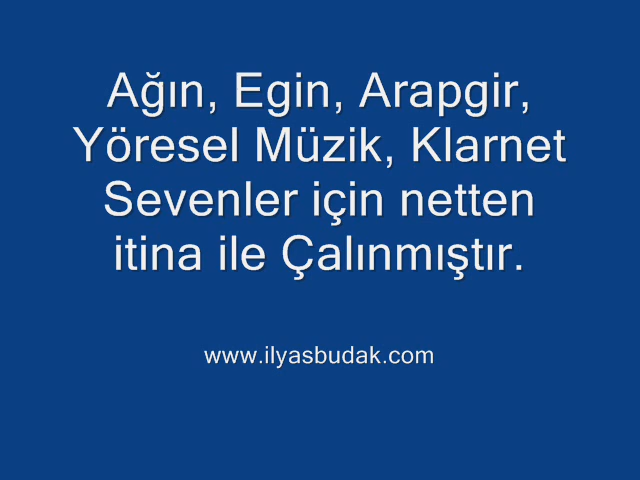 Ağın, Egin, Arapgir,
Yöresel Müzik, Klarnet
Sevenler için netten
itina ile Çalınmıştır.
www.ilyasbudak.com